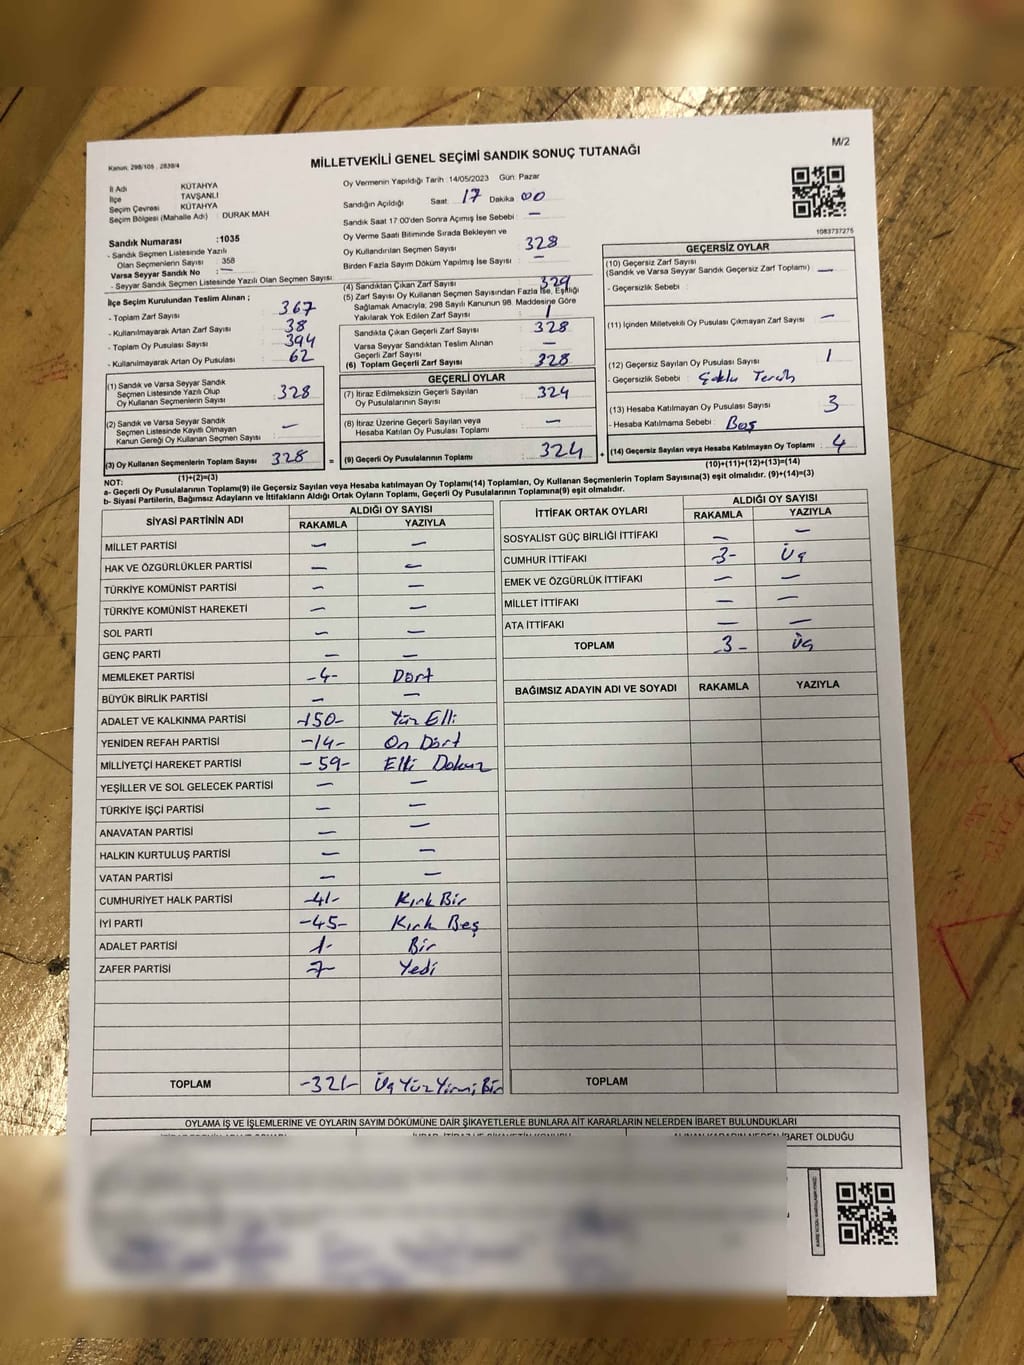 M/2
MİLLETVEKİLİ GENEL SEÇİMİ SANDIK SONUÇ TUTANAĞI
Kanun, 298/105 , 2839/4
İl Adı KÜTAHYA
İlçe TAVŞANLI
Seçim Çevresi KÜTAHYA
Seçim Bölgesi (Mahalle Adı) : DURAK MAH
Sandık Numarası :1035
- Sandık Seçmen Listesinde Yazılı
Olan Seçmenlerin Sayısı : 358
Varsa Seyyar Sandık No : —
- Seyyar Sandık Seçmen Listesinde Yazılı Olan Seçmen Sayısı:
İlçe Seçim Kurulundan Teslim Alınan ;
- Toplam Zarf Sayısı : 367
- Kullanılmayarak Artan Zarf Sayısı : 38
- Toplam Oy Pusulası : 394
- Kullanılmayarak Artan Oy Pusulası : 62
(1) Sandık ve Varsa Seyyar Sandık
Seçmen Listesinde Yazılı Olup
Oy Kullanan Seçmenlerin Sayısı : 328
(2) Sandık ve Varsa Seyyar Sandık
Seçmen Listesinde Kayıtlı Olmayan
Kanun Gereği Oy Kullanan Seçmen Sayısı : —
(3) Oy Kullanan Seçmenlerin Toplam Sayısı 328 =
(1)+(2)=(3)
Oy Vermenin Yapıldığı Tarih :14/05/2023 Gün: Pazar
Sandığın Açıldığı Saat 17 Dakika 00
Sandık Saat 17:00'den Sonra Açılmış İse Sebebi : —
Oy Verme Saati Bitiminde Sırada Bekleyen ve
Oy Kullandırılan Seçmen Sayısı : 328
Birden Fazla Sayım Döküm Yapılmış İse Sayısı : —
(4) Sandıktan Çıkan Zarf Sayısı : 329
(5) Zarf Sayısı Oy Kullanan Seçmen Sayısından Fazla İse, Eşitliği
Sağlamak Amacıyla, 298 Sayılı Kanunun 98. Maddesine Göre
Yakılarak Yok Edilen Zarf Sayısı : 1
Sandıkta Çıkan Geçerli Zarf Sayısı : 328
Varsa Seyyar Sandıktan Teslim Alınan
Geçerli Zarf Sayısı : —
(6) Toplam Geçerli Zarf Sayısı : 328
GEÇERLİ OYLAR
(7) İtiraz Edilmeksizin Geçerli Sayılan
Oy Pusulalarının Sayısı : 324
(8) İtiraz Üzerine Geçerli Sayılan veya
Hesaba Katılan Oy Pusulası Toplamı : —
(9) Geçerli Oy Pusulalarının Toplamı : 324 +
1083737275
GEÇERSİZ OYLAR
(10) Geçersiz Zarf Sayısı
(Sandık ve Varsa Seyyar Sandık Geçersiz Zarf Toplamı) : —
- Geçersizlik Sebebi :
(11) İçinden Milletvekili Oy Pusulası Çıkmayan Zarf Sayısı : —
(12) Geçersiz Sayılan Oy Pusulası Sayısı : 1
- Geçersizlik Sebebi : Çoklu Tercih
(13) Hesaba Katılmayan Oy Pusulası Sayısı : 3
- Hesaba Katılmama Sebebi : Boş
(14) Geçersiz Sayılan veya Hesaba Katılmayan Oy Toplamı : 4
(10)+(11)+(12)+(13)=(14)
NOT:
a- Geçerli Oy Pusulalarının Toplamı(9) ile Geçersiz Sayılan veya Hesaba Katılmayan Oy Toplamı(14) Toplamları, Oy Kullanan Seçmenlerin Toplam Sayısına(3) eşit olmalıdır. (9)+(14)=(3)
b- Siyasi Partilerin, Bağımsız Adayların ve İttifakların Aldığı Ortak Oyların Toplamı, Geçerli Oy Pusulalarının Toplamına(9) eşit olmalıdır.
SİYASİ PARTİNİN ADI ALDIĞI OY SAYISI
RAKAMLA YAZIYLA
MİLLET PARTİSİ — —
HAK VE ÖZGÜRLÜKLER PARTİSİ — —
TÜRKİYE KOMÜNİST PARTİSİ — —
TÜRKİYE KOMÜNİST HAREKETİ — —
SOL PARTİ — —
GENÇ PARTİ — —
MEMLEKET PARTİSİ -4- Dört
BÜYÜK BİRLİK PARTİSİ — —
ADALET VE KALKINMA PARTİSİ -150- Yüz Elli
YENİDEN REFAH PARTİSİ -14- On Dört
MİLLİYETÇİ HAREKET PARTİSİ -59- Elli Dokuz
YEŞİLLER VE SOL GELECEK PARTİSİ — —
TÜRKİYE İŞÇİ PARTİSİ — —
ANAVATAN PARTİSİ — —
HALKIN KURTULUŞ PARTİSİ — —
VATAN PARTİSİ — —
CUMHURİYET HALK PARTİSİ -41- Kırk Bir
İYİ PARTİ -45- Kırk Beş
ADALET PARTİSİ 1- Bir
ZAFER PARTİSİ 7- Yedi
TOPLAM -321- Üç Yüz Yirmi Bir
İTTİFAK ORTAK OYLARI ALDIĞI OY SAYISI
RAKAMLA YAZIYLA
SOSYALİST GÜÇ BİRLİĞİ İTTİFAKI — —
CUMHUR İTTİFAKI -3- Üç
EMEK VE ÖZGÜRLÜK İTTİFAKI — —
MİLLET İTTİFAKI — —
ATA İTTİFAKI — —
TOPLAM 3- Üç
BAĞIMSIZ ADAYIN ADI VE SOYADI RAKAMLA YAZIYLA
TOPLAM
OYLAMA İŞ VE İŞLEMLERİNE VE OYLARIN SAYIM DÖKÜMÜNE DAİR ŞİKAYETLERLE BUNLARA AİT KARARLARIN NELERDEN İBARET BULUNDUKLARI